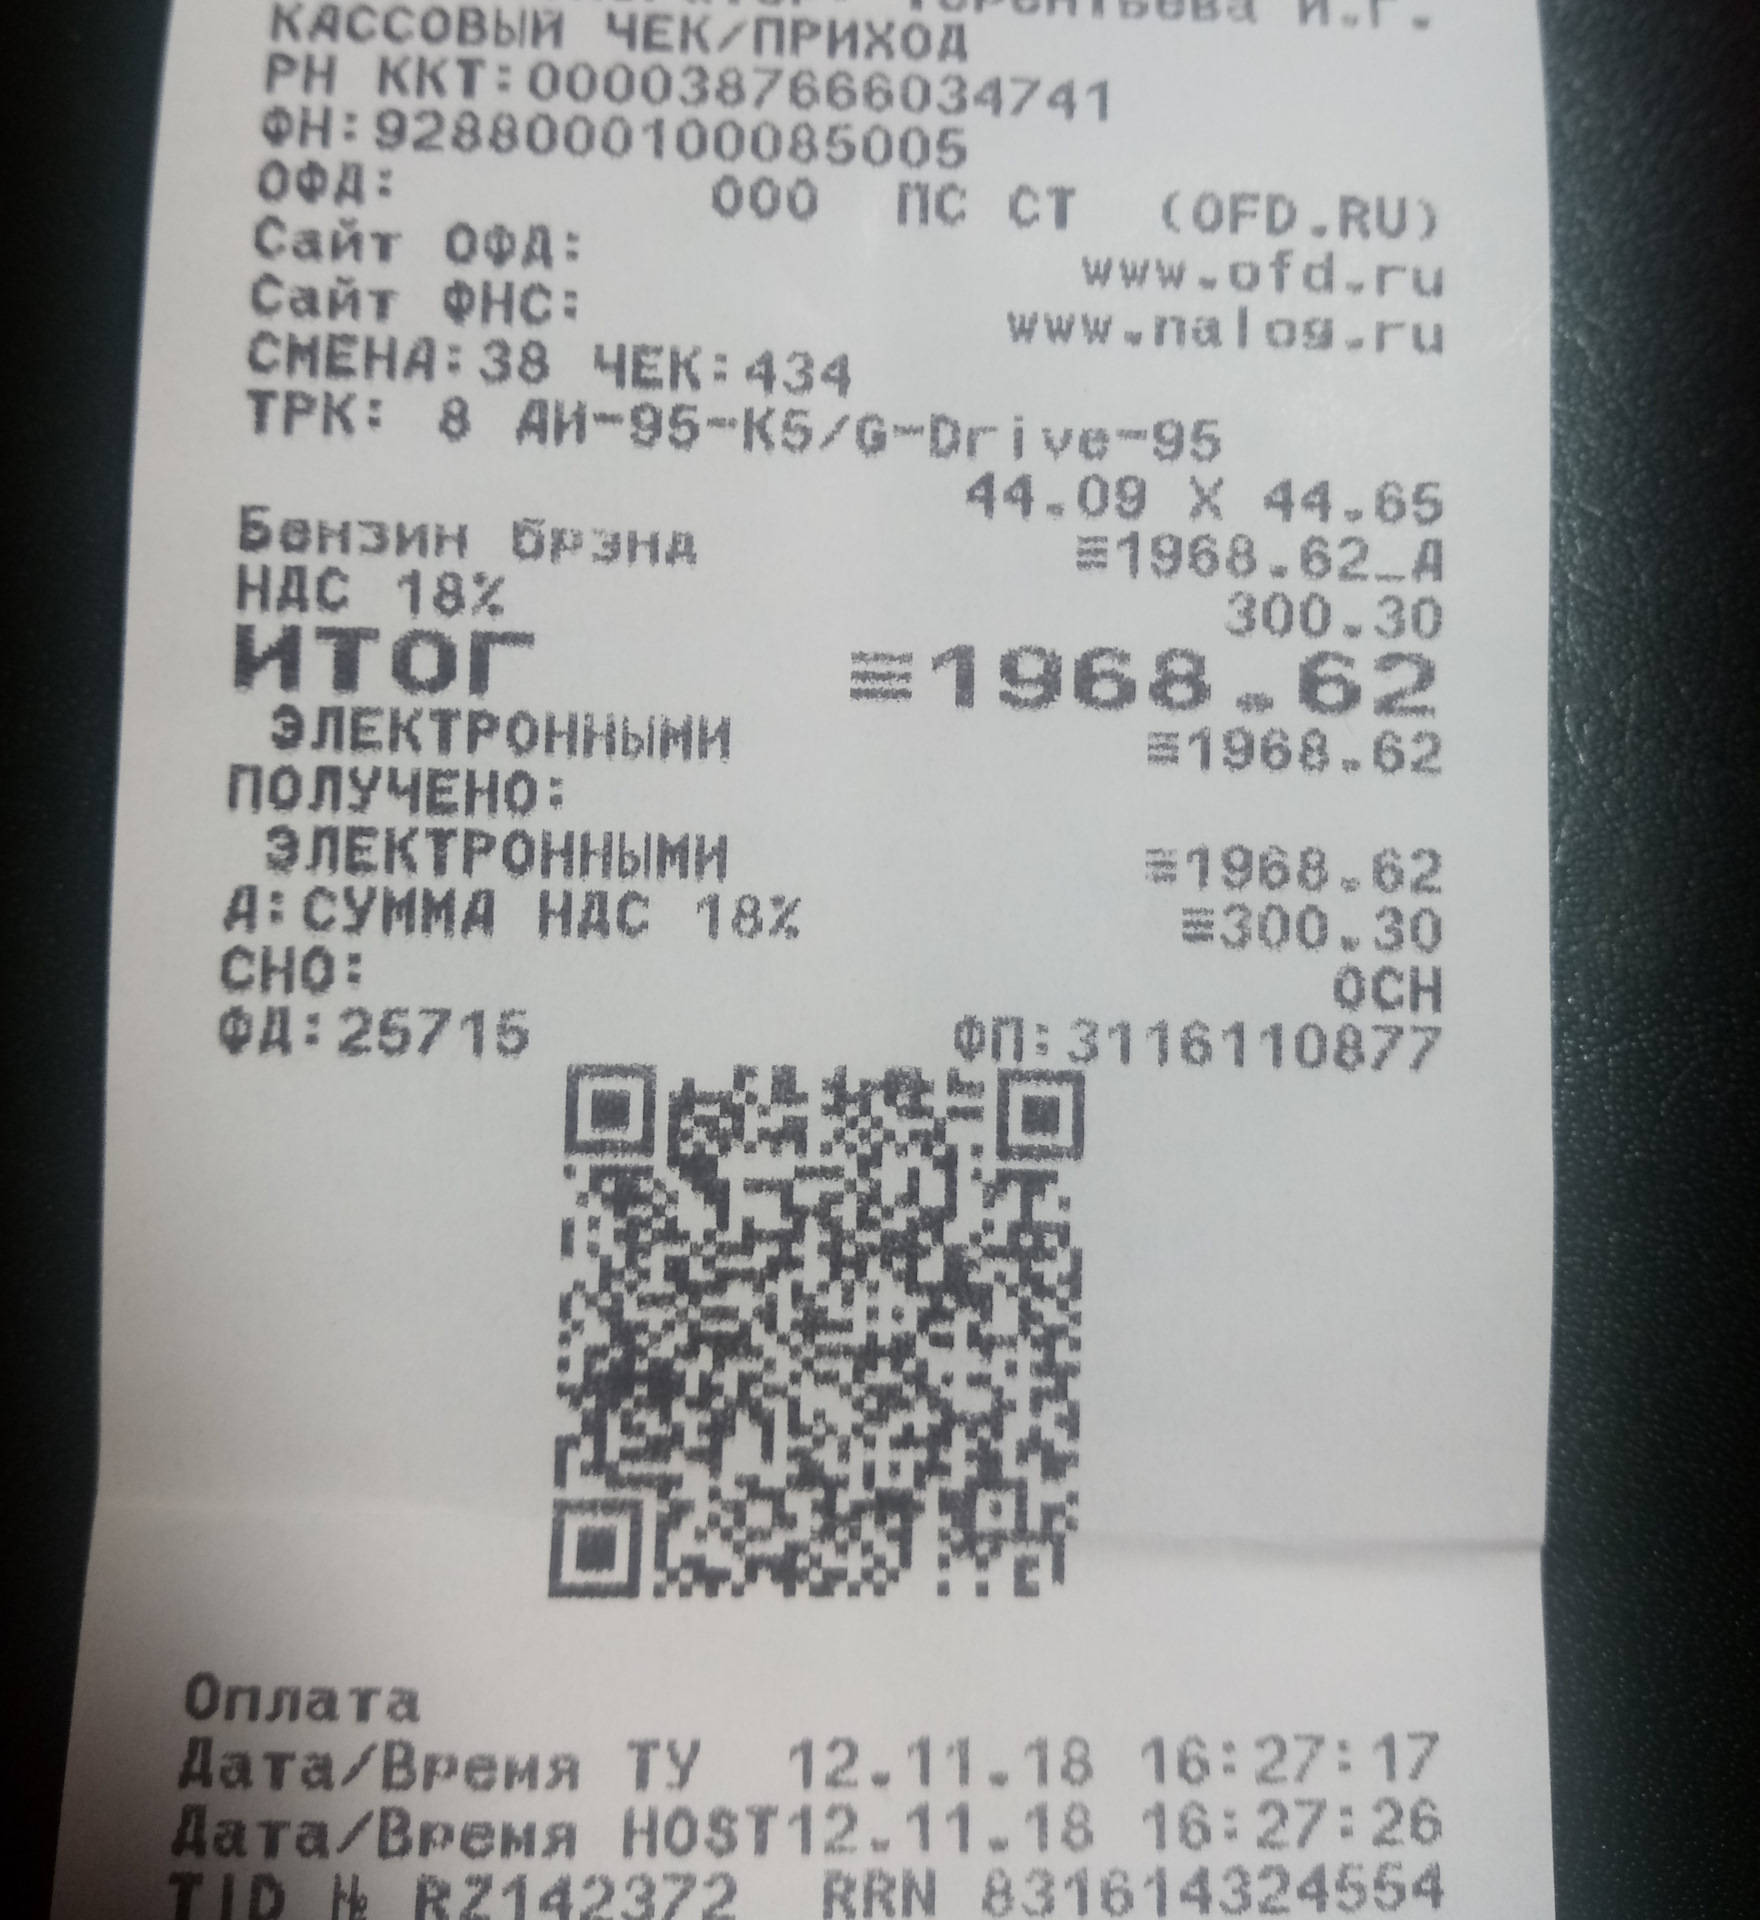 Терентьева И.Г.
КАССОВЫЙ ЧЕК/ПРИХОД
РН ККТ:0000387666034741
ФН:9288000100085005
ОФД: ООО ПС СТ (OFD.RU)
Сайт ОФД: www.ofd.ru
Сайт ФНС: www.nalog.ru
СМЕНА:38 ЧЕК:434
ТРК: 8 АИ-95-К5/G-Drive-95
44.09 X 44.65
Бензин брэнд ≡1968.62_А
НДС 18% 300.30
ИТОГ ≡1968.62
ЭЛЕКТРОННЫМИ ≡1968.62
ПОЛУЧЕНО:
ЭЛЕКТРОННЫМИ ≡1968.62
А:СУММА НДС 18% ≡300.30
СНО: ОСН
ФД:25715 ФП:3116110877
Оплата
Дата/Время ТУ 12.11.18 16:27:17
Дата/Время HOST12.11.18 16:27:26
TID № RZ142372 RRN 831614324554